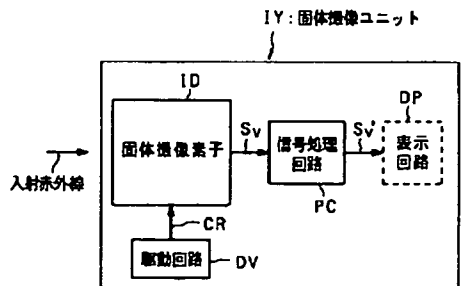 IY：固体撮像ユニット
ID
DP
固体撮像素子
Sv
信号処理
回路
Sv'
表示
回路
入射赤外線
PC
CR
駆動回路
DV